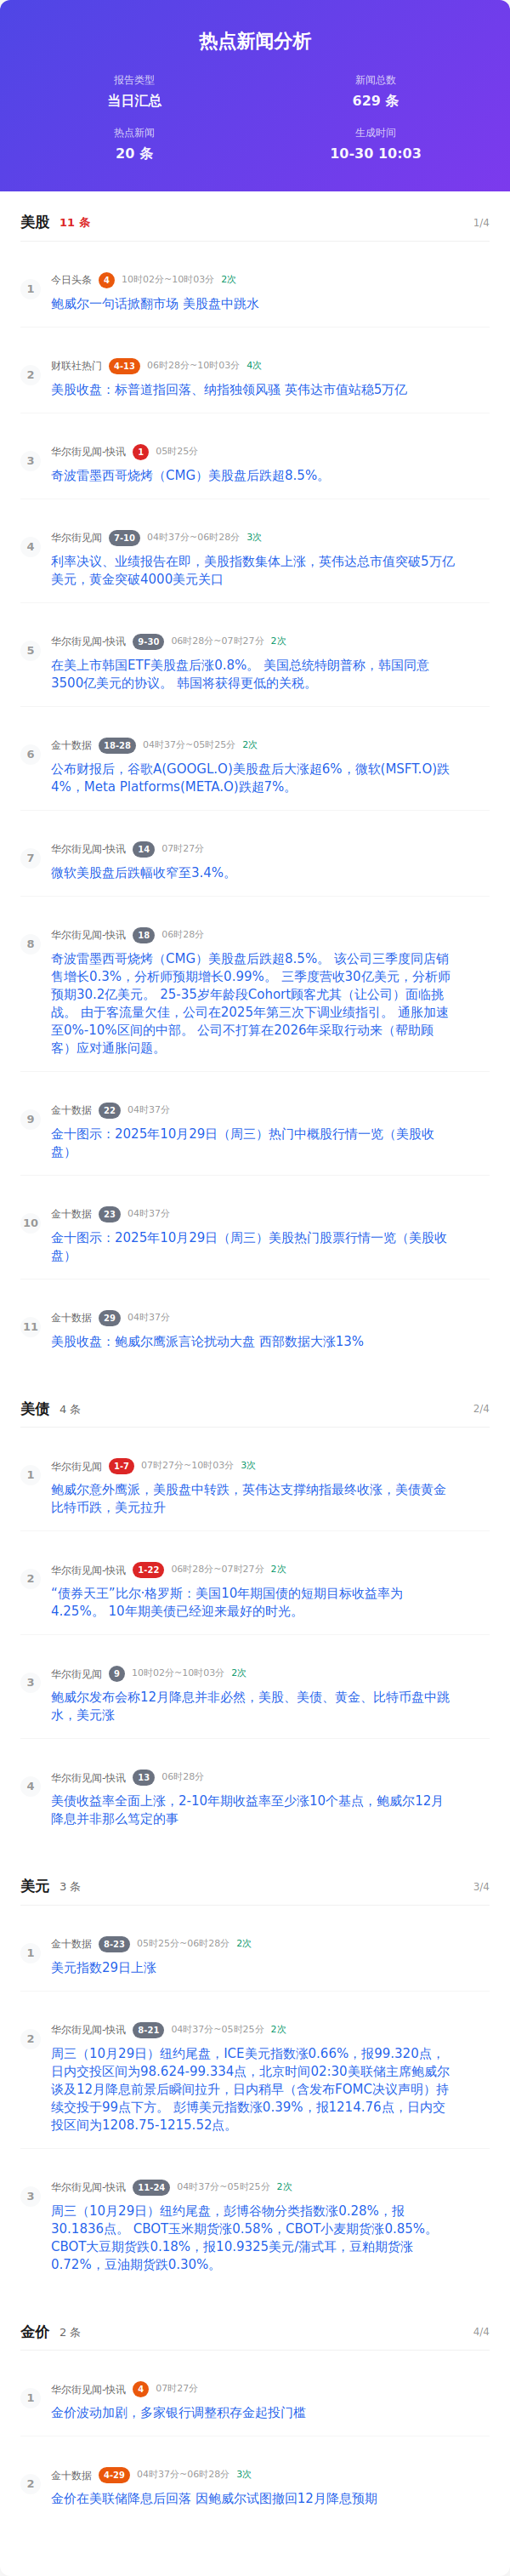 热点新闻分析
报告类型
新闻总数
当日汇总
629 条
热点新闻
生成时间
20 条
10-30 10:03
美股 11 条 1/4
1
今日头条 4 10时02分~10时03分 2次
鲍威尔一句话掀翻市场 美股盘中跳水
2
财联社热门 4-13 06时28分~10时03分 4次
美股收盘：标普道指回落、纳指独领风骚 英伟达市值站稳5万亿
3
华尔街见闻-快讯 1 05时25分
奇波雷墨西哥烧烤（CMG）美股盘后跌超8.5%。
4
华尔街见闻 7-10 04时37分~06时28分 3次
利率决议、业绩报告在即，美股指数集体上涨，英伟达总市值突破5万亿
美元，黄金突破4000美元关口
5
华尔街见闻-快讯 9-30 06时28分~07时27分 2次
在美上市韩国ETF美股盘后涨0.8%。 美国总统特朗普称，韩国同意
3500亿美元的协议。 韩国将获得更低的关税。
6
金十数据 18-28 04时37分~05时25分 2次
公布财报后，谷歌A(GOOGL.O)美股盘后大涨超6%，微软(MSFT.O)跌
4%，Meta Platforms(META.O)跌超7%。
7
华尔街见闻-快讯 14 07时27分
微软美股盘后跌幅收窄至3.4%。
8
华尔街见闻-快讯 18 06时28分
奇波雷墨西哥烧烤（CMG）美股盘后跌超8.5%。 该公司三季度同店销
售增长0.3%，分析师预期增长0.99%。 三季度营收30亿美元，分析师
预期30.2亿美元。 25-35岁年龄段Cohort顾客尤其（让公司）面临挑
战。 由于客流量欠佳，公司在2025年第三次下调业绩指引。 通胀加速
至0%-10%区间的中部。 公司不打算在2026年采取行动来（帮助顾
客）应对通胀问题。
9
金十数据 22 04时37分
金十图示：2025年10月29日（周三）热门中概股行情一览（美股收
盘）
10
金十数据 23 04时37分
金十图示：2025年10月29日（周三）美股热门股票行情一览（美股收
盘）
11
金十数据 29 04时37分
美股收盘：鲍威尔鹰派言论扰动大盘 西部数据大涨13%
美债 4 条 2/4
1
华尔街见闻 1-7 07时27分~10时03分 3次
鲍威尔意外鹰派，美股盘中转跌，英伟达支撑纳指最终收涨，美债黄金
比特币跌，美元拉升
2
华尔街见闻-快讯 1-22 06时28分~07时27分 2次
“债券天王”比尔·格罗斯：美国10年期国债的短期目标收益率为
4.25%。 10年期美债已经迎来最好的时光。
3
华尔街见闻 9 10时02分~10时03分 2次
鲍威尔发布会称12月降息并非必然，美股、美债、黄金、比特币盘中跳
水，美元涨
4
华尔街见闻-快讯 13 06时28分
美债收益率全面上涨，2-10年期收益率至少涨10个基点，鲍威尔12月
降息并非那么笃定的事
美元 3 条 3/4
1
金十数据 8-23 05时25分~06时28分 2次
美元指数29日上涨
2
华尔街见闻-快讯 8-21 04时37分~05时25分 2次
周三（10月29日）纽约尾盘，ICE美元指数涨0.66%，报99.320点，
日内交投区间为98.624-99.334点，北京时间02:30美联储主席鲍威尔
谈及12月降息前景后瞬间拉升，日内稍早（含发布FOMC决议声明）持
续交投于99点下方。 彭博美元指数涨0.39%，报1214.76点，日内交
投区间为1208.75-1215.52点。
3
华尔街见闻-快讯 11-24 04时37分~05时25分 2次
周三（10月29日）纽约尾盘，彭博谷物分类指数涨0.28%，报
30.1836点。 CBOT玉米期货涨0.58%，CBOT小麦期货涨0.85%。
CBOT大豆期货跌0.18%，报10.9325美元/蒲式耳，豆粕期货涨
0.72%，豆油期货跌0.30%。
金价 2 条 4/4
1
华尔街见闻-快讯 4 07时27分
金价波动加剧，多家银行调整积存金起投门槛
2
金十数据 4-29 04时37分~06时28分 3次
金价在美联储降息后回落 因鲍威尔试图撤回12月降息预期